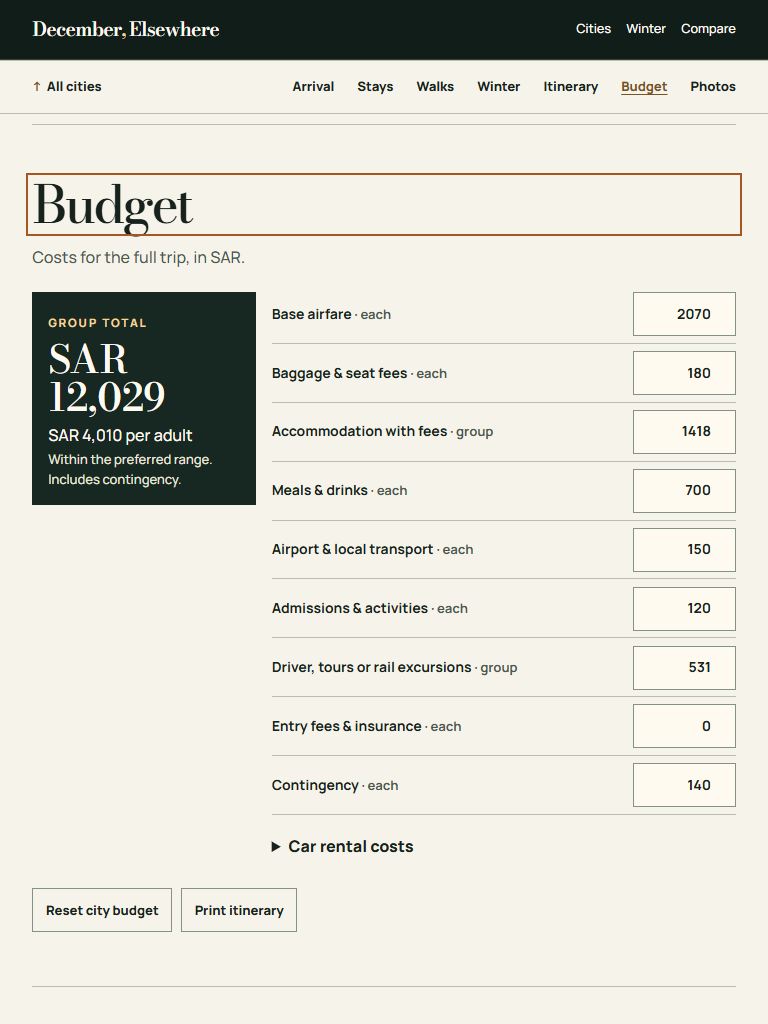 December, Elsewhere
Cities Winter Compare
↑ All cities
Arrival Stays Walks Winter Itinerary Budget Photos
Budget
Costs for the full trip, in SAR.
GROUP TOTAL
SAR
12,029
SAR 4,010 per adult
Within the preferred range.
Includes contingency.
Base airfare · each 2070
Baggage & seat fees · each 180
Accommodation with fees · group 1418
Meals & drinks · each 700
Airport & local transport · each 150
Admissions & activities · each 120
Driver, tours or rail excursions · group 531
Entry fees & insurance · each 0
Contingency · each 140
▶ Car rental costs
Reset city budget Print itinerary